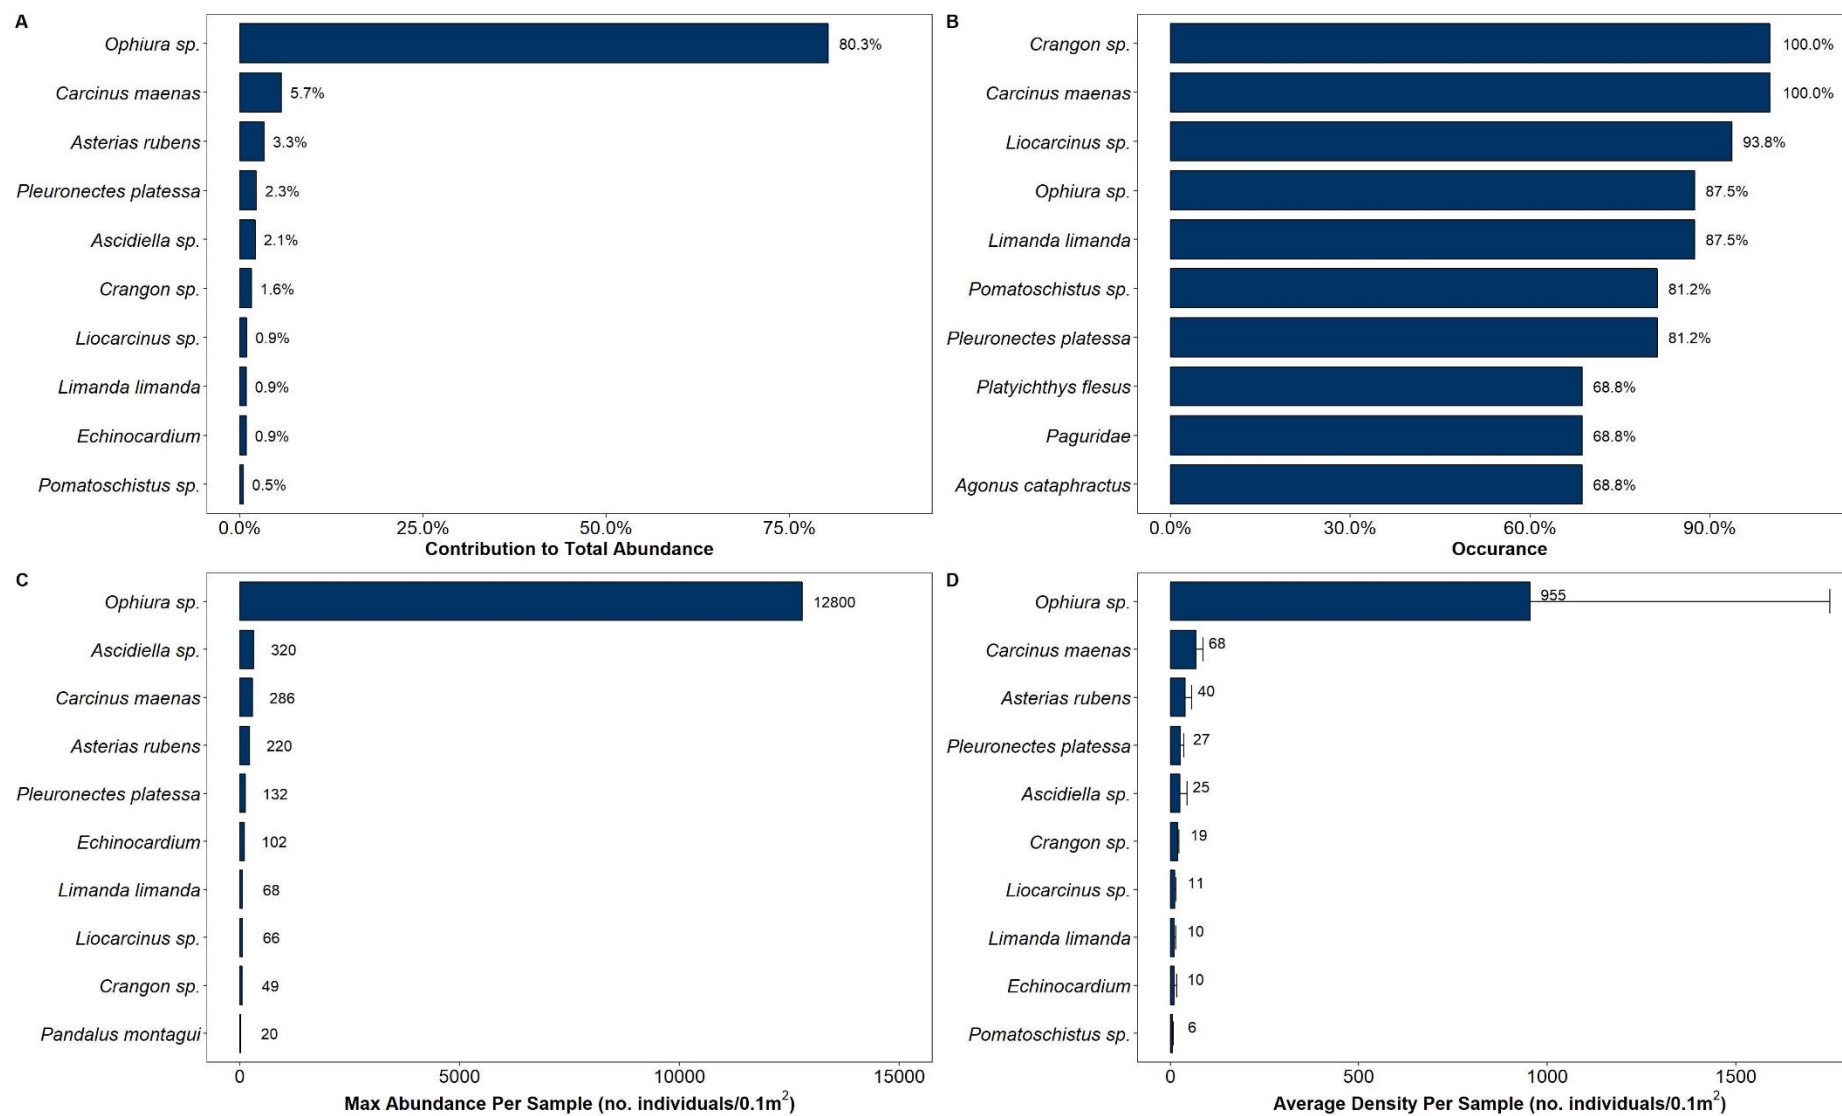 A
Ophiura sp. 80.3%
Carcinus maenas 5.7%
Asterias rubens 3.3%
Pleuronectes platessa 2.3%
Ascidiella sp. 2.1%
Crangon sp. 1.6%
Liocarcinus sp. 0.9%
Limanda limanda 0.9%
Echinocardium 0.9%
Pomatoschistus sp. 0.5%
0.0% 25.0% 50.0% 75.0%
Contribution to Total Abundance
B
Crangon sp. 100.0%
Carcinus maenas 100.0%
Liocarcinus sp. 93.8%
Ophiura sp. 87.5%
Limanda limanda 87.5%
Pomatoschistus sp. 81.2%
Pleuronectes platessa 81.2%
Platyichthys flesus 68.8%
Paguridae 68.8%
Agonus cataphractus 68.8%
0.0% 30.0% 60.0% 90.0%
Occurance
C
Ophiura sp. 12800
Ascidiella sp. 320
Carcinus maenas 286
Asterias rubens 220
Pleuronectes platessa 132
Echinocardium 102
Limanda limanda 68
Liocarcinus sp. 66
Crangon sp. 49
Pandalus montagui 20
0 5000 10000 15000
Max Abundance Per Sample (no. individuals/0.1m²)
D
Ophiura sp. 955
Carcinus maenas 68
Asterias rubens 40
Pleuronectes platessa 27
Ascidiella sp. 25
Crangon sp. 19
Liocarcinus sp. 11
Limanda limanda 10
Echinocardium 10
Pomatoschistus sp. 6
0 500 1000 1500
Average Density Per Sample (no. individuals/0.1m²)